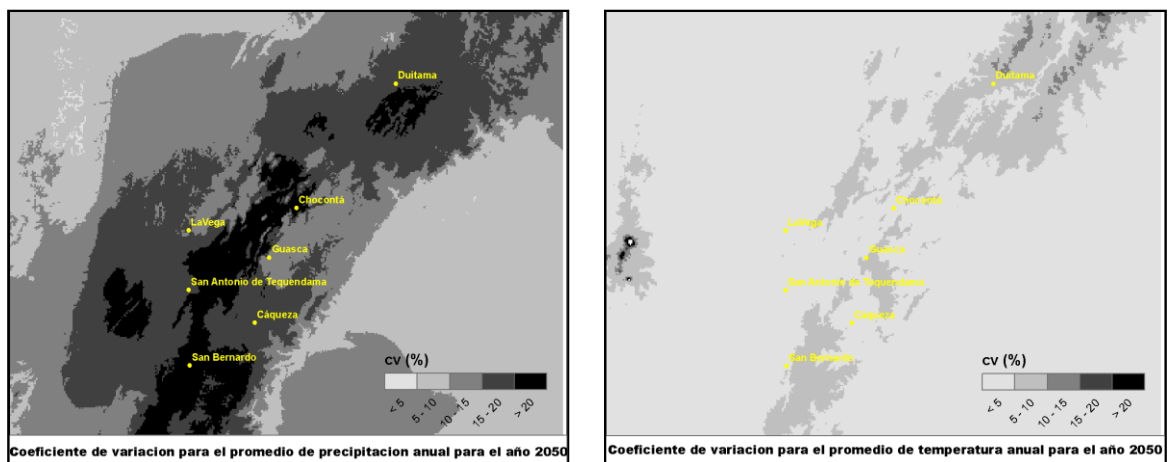 Duitama
Chocontá
LaVega
Guasca
San Antonio de Tequendama
Cáqueza
San Bernardo
CV (%)
< 5
5 - 10
10 - 15
15 - 20
> 20
Coeficiente de variacion para el promedio de precipitacion anual para el año 2050
Duitama
Chocontá
LaVega
Guasca
San Antonio de Tequendama
Cáqueza
San Bernardo
CV (%)
< 5
5 - 10
10 - 15
15 - 20
> 20
Coeficiente de variacion para el promedio de temperatura anual para el año 2050